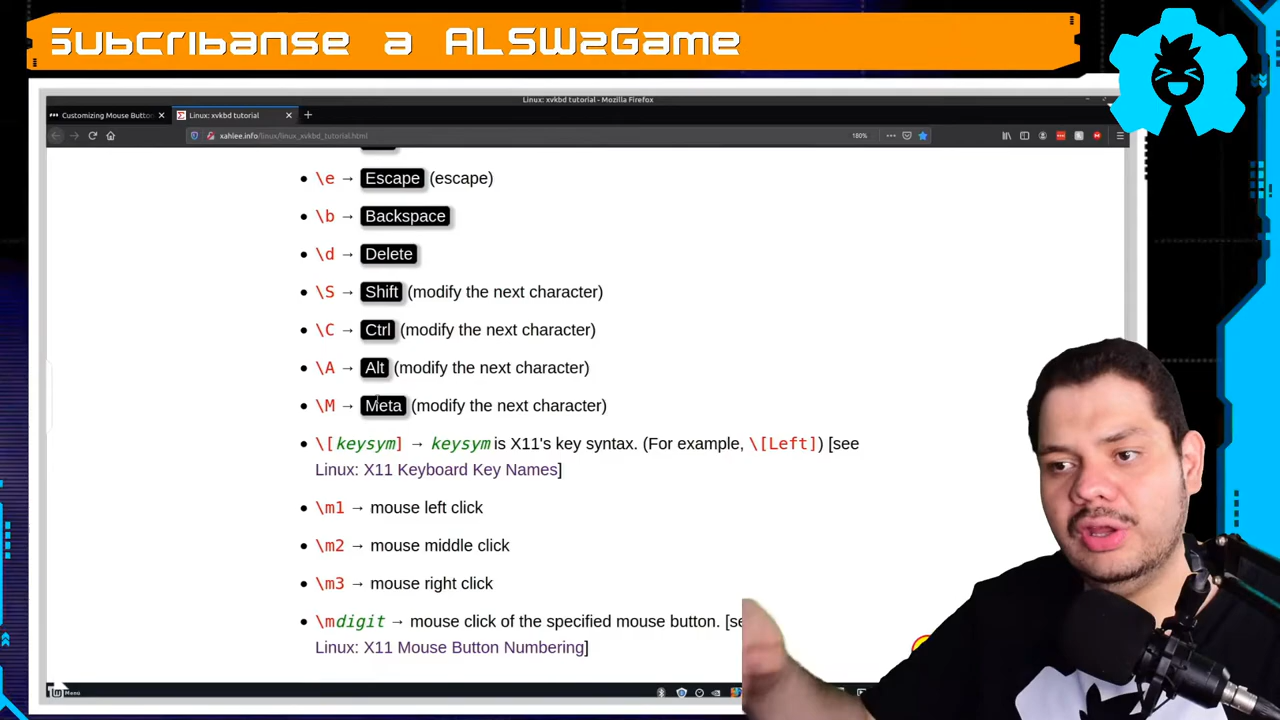 Subcribanse a ALSW2Game
Linux: xvkbd tutorial - Mozilla Firefox
Customizing Mouse Button
Linux: xvkbd tutorial
xahlee.info/linux/linux_xvkbd_tutorial.html
180%
• \e → Escape (escape)
• \b → Backspace
• \d → Delete
• \S → Shift (modify the next character)
• \C → Ctrl (modify the next character)
• \A → Alt (modify the next character)
• \M → Meta (modify the next character)
• \[keysym] → keysym is X11's key syntax. (For example, \[Left]) [see
Linux: X11 Keyboard Key Names]
• \m1 → mouse left click
• \m2 → mouse middle click
• \m3 → mouse right click
• \mdigit → mouse click of the specified mouse button. [se
Linux: X11 Mouse Button Numbering]
Menu